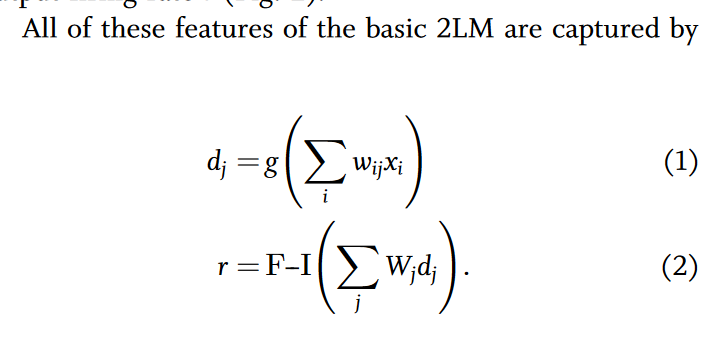 All of these features of the basic 2LM are captured by
d_j = g(∑_i w_ij x_i) (1)
r = F–I(∑_j W_j d_j). (2)